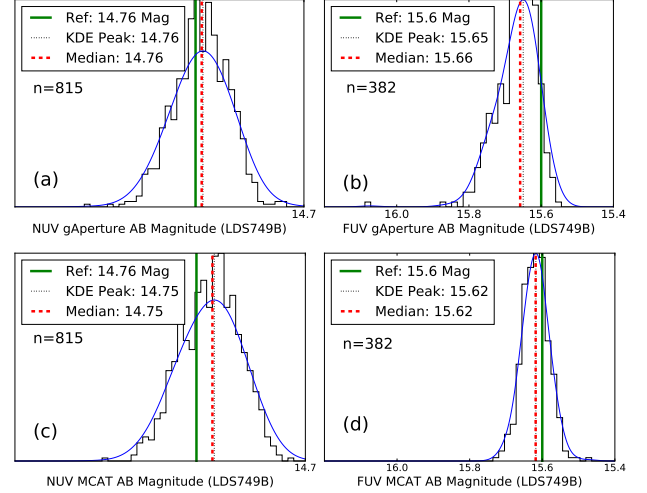 Ref: 14.76 Mag
KDE Peak: 14.76
Median: 14.76
n=815
(a)
14.7
NUV gAperture AB Magnitude (LDS749B)
Ref: 15.6 Mag
KDE Peak: 15.65
Median: 15.66
n=382
(b)
16.0 15.8 15.6 15.4
FUV gAperture AB Magnitude (LDS749B)
Ref: 14.76 Mag
KDE Peak: 14.75
Median: 14.75
n=815
(c)
14.7
NUV MCAT AB Magnitude (LDS749B)
Ref: 15.6 Mag
KDE Peak: 15.62
Median: 15.62
n=382
(d)
16.0 15.8 15.6 15.4
FUV MCAT AB Magnitude (LDS749B)